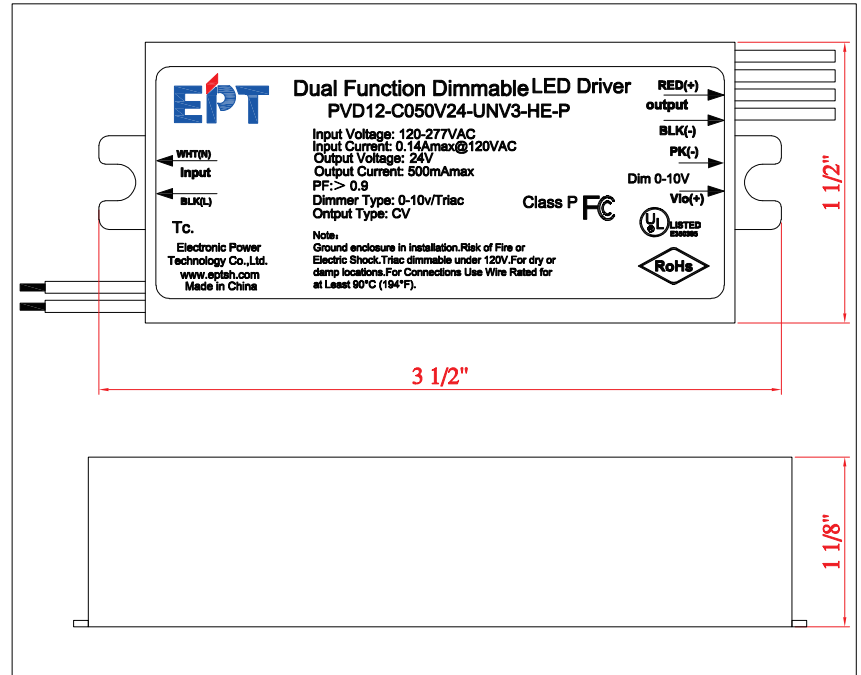 EPT
Dual Function Dimmable LED Driver
PVD12-C050V24-UNV3-HE-P
Input Voltage: 120-277VAC
Input Current: 0.14Amax@120VAC
Output Voltage: 24V
Output Current: 500mAmax
PF:> 0.9
Dimmer Type: 0-10v/Triac
Ontput Type: CV
Note:
Ground enclosure in installation.Risk of Fire or
Electric Shock.Triac dimmable under 120V.For dry or
damp locations.For Connections Use Wire Rated for
at Least 90°C (194°F).
WHT(N)
Input
BLK(L)
Tc.
Electronic Power
Technology Co.,Ltd.
www.eptsh.com
Made in China
RED(+)
output
BLK(-)
PK(-)
Dim 0-10V
Vio(+)
Class P FC
UL LISTED
RoHs
1 1/2"
3 1/2"
1 1/8"